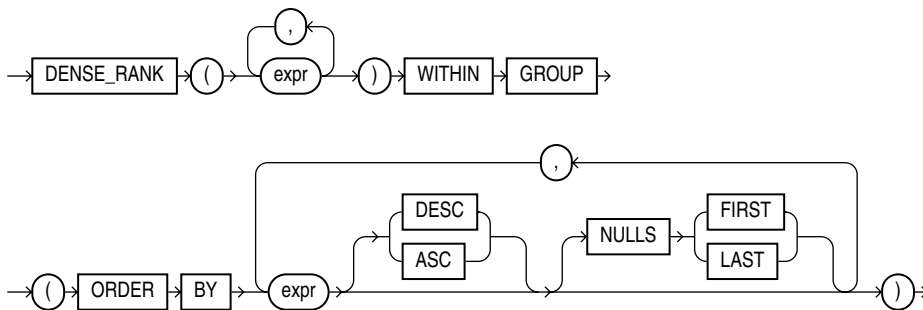 ,
DENSE_RANK ( expr ) WITHIN GROUP
,
DESC FIRST
NULLS
ASC LAST
( ORDER BY expr )